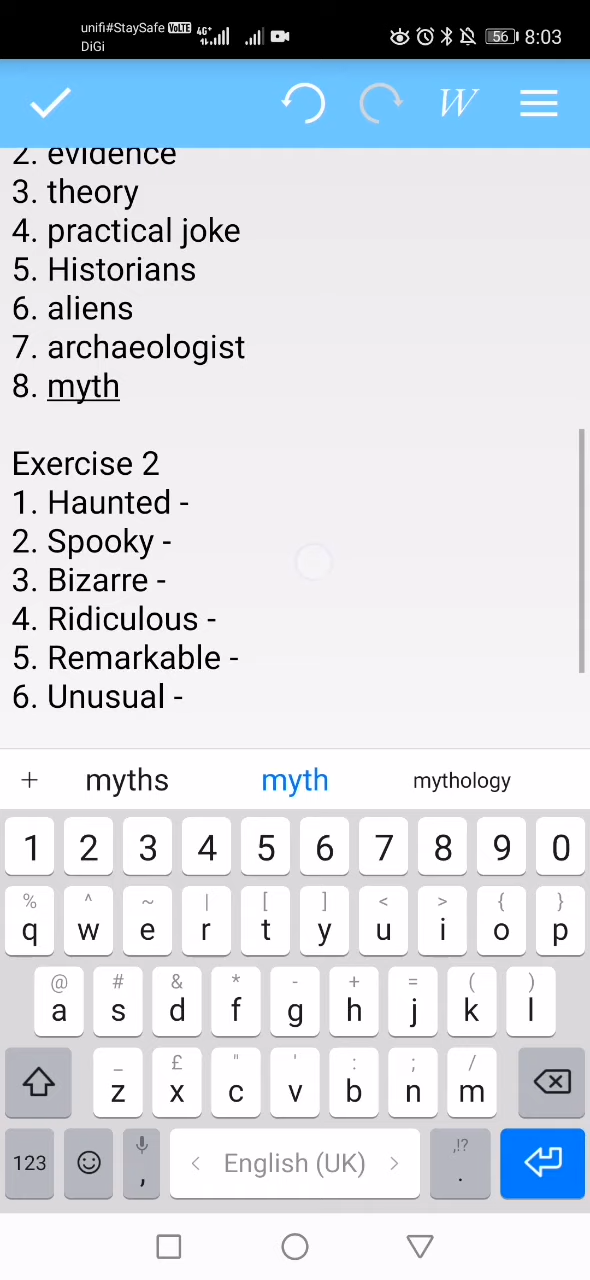 unifi#StaySafe VoLTE 4G+
DiGi
56 8:03
W
2. evidence
3. theory
4. practical joke
5. Historians
6. aliens
7. archaeologist
8. myth
Exercise 2
1. Haunted -
2. Spooky -
3. Bizarre -
4. Ridiculous -
5. Remarkable -
6. Unusual -
+ myths myth mythology
1 2 3 4 5 6 7 8 9 0
% ^ ~ | [ ] < > { }
q w e r t y u i o p
@ # & * - + = ( )
a s d f g h j k l
_ £ " ' : ; /
z x c v b n m
,!?
123 , < English (UK) > .